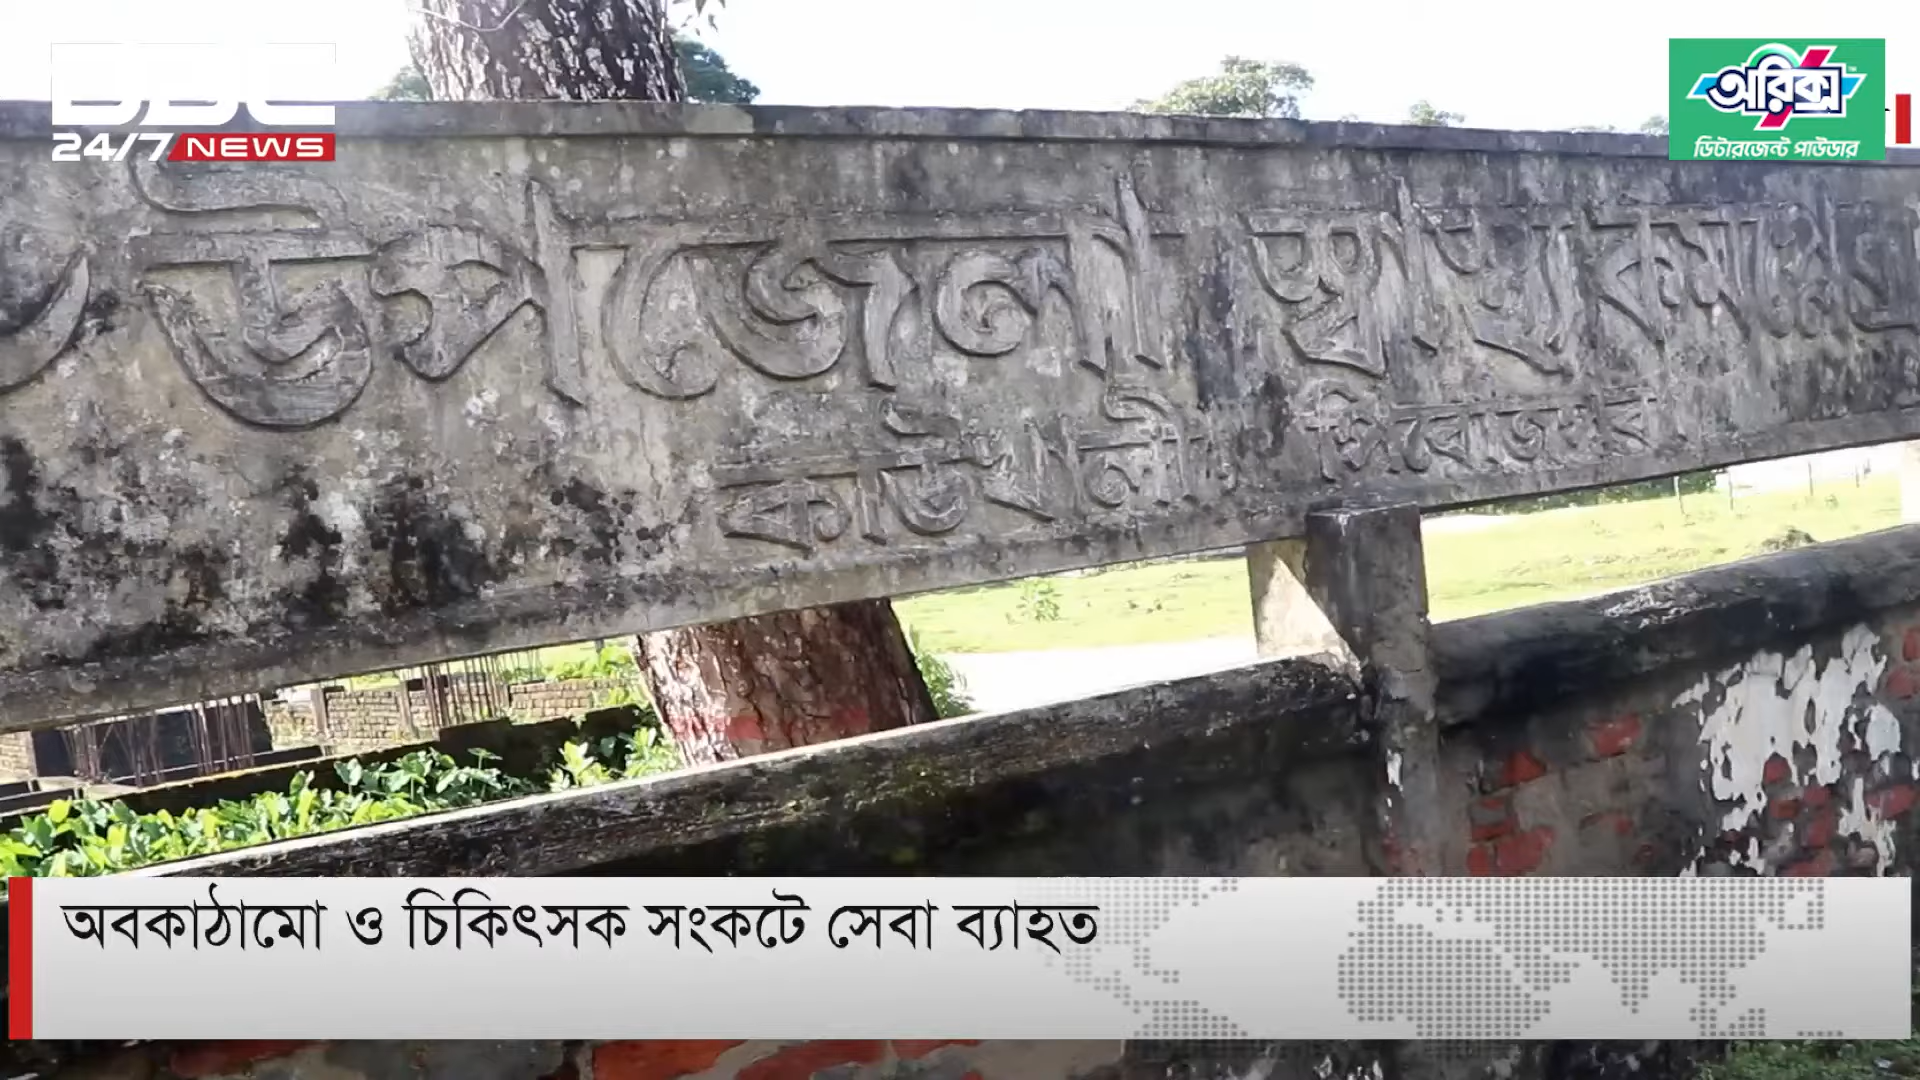 DBC
24/7 NEWS
অরিক্স
ডিটারজেন্ট পাউডার
উপজেলা স্বাস্থ্য কমপ্লে
কাউখালী পিরোজপুর
অবকাঠামো ও চিকিৎসক সংকটে সেবা ব্যাহত